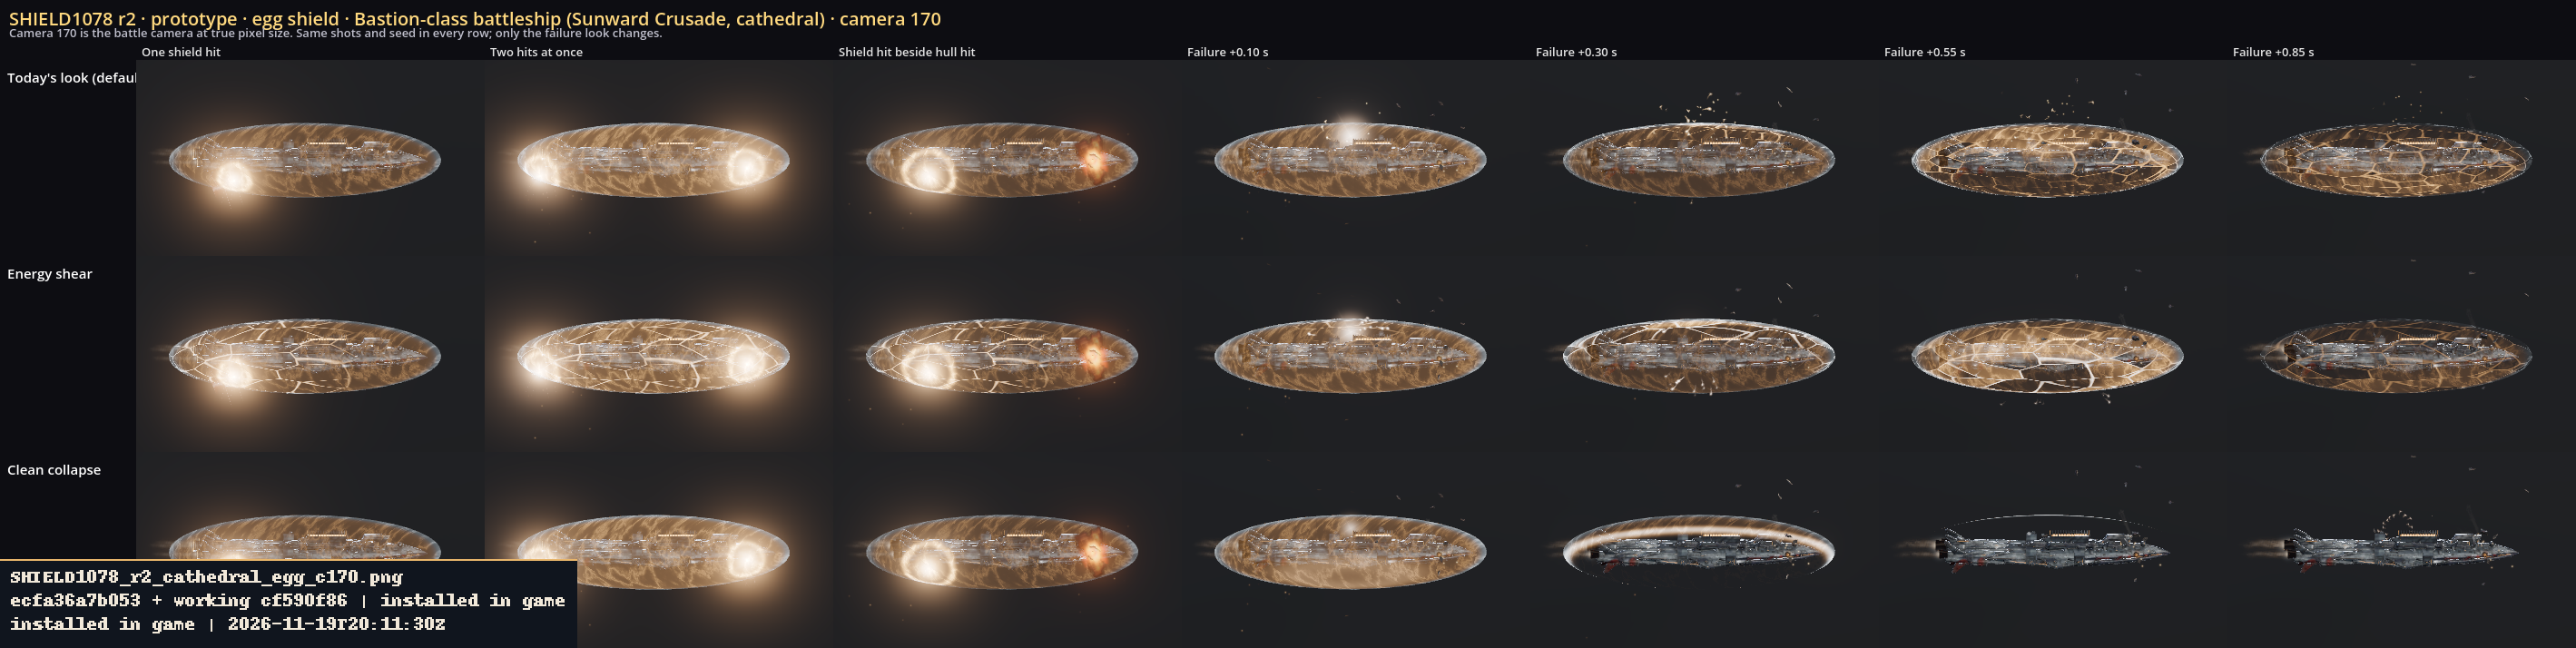 SHIELD1078 r2 · prototype · egg shield · Bastion-class battleship (Sunward Crusade, cathedral) · camera 170
Camera 170 is the battle camera at true pixel size. Same shots and seed in every row; only the failure look changes.
One shield hit
Two hits at once
Shield hit beside hull hit
Failure +0.10 s
Failure +0.30 s
Failure +0.55 s
Failure +0.85 s
Today's look (defaul
Energy shear
Clean collapse
SHIELD1078_r2_cathedral_egg_c170.png
ecfa36a7b053 + working cf590f86 | installed in game
installed in game | 2026-11-19T20:11:30Z